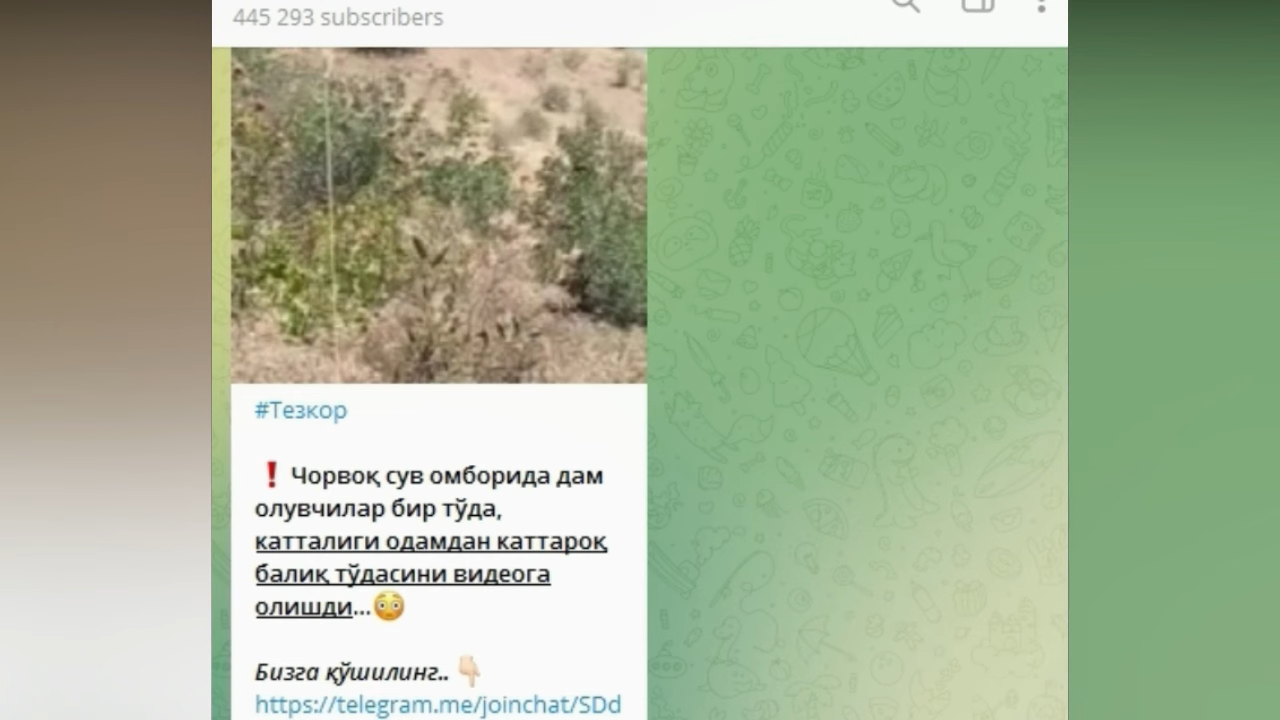 445 293 subscribers
#Тезкор
❗ Чорвоқ сув омборида дам
олувчилар бир тўда,
катталиги одамдан каттароқ
балиқ тўдасини видеога
олишди...😳
Бизга қўшилинг.. 👇🏻
https://telegram.me/joinchat/SDd